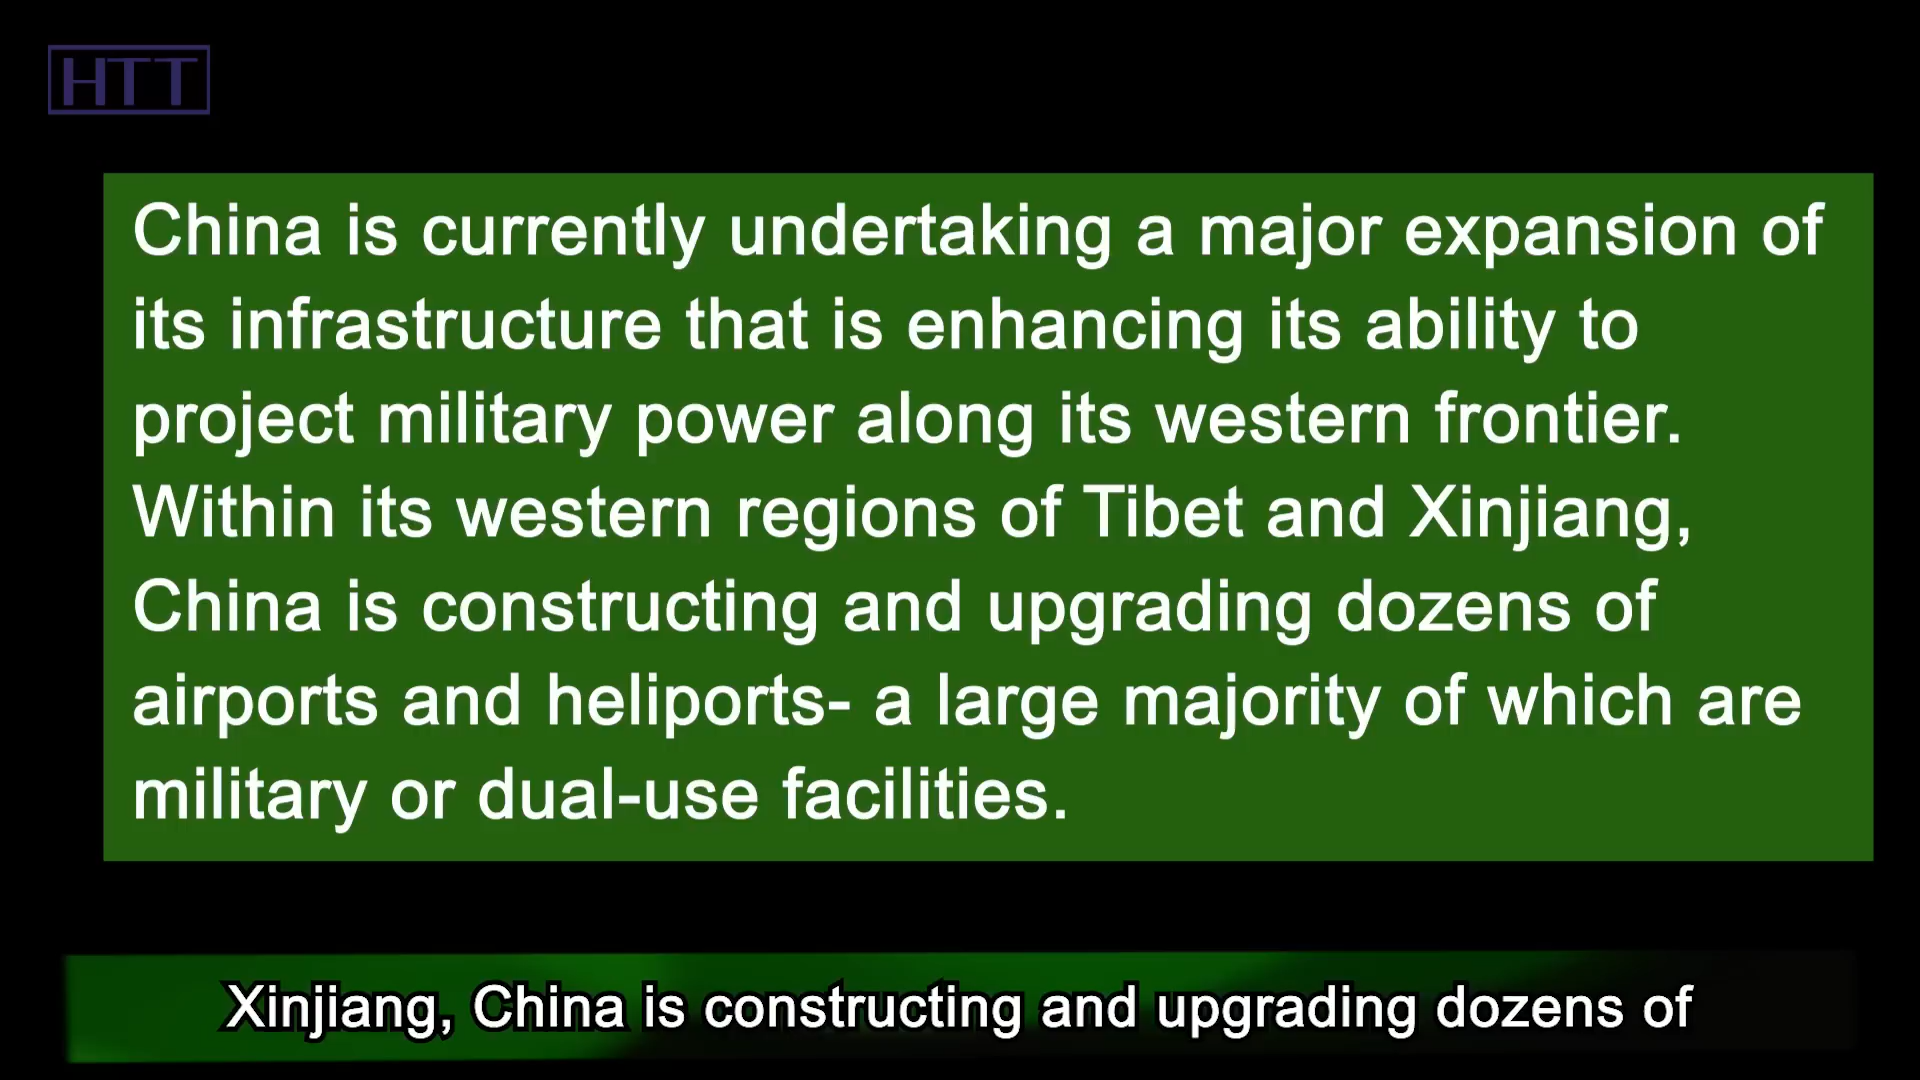 HTT
China is currently undertaking a major expansion of
its infrastructure that is enhancing its ability to
project military power along its western frontier.
Within its western regions of Tibet and Xinjiang,
China is constructing and upgrading dozens of
airports and heliports- a large majority of which are
military or dual-use facilities.
Xinjiang, China is constructing and upgrading dozens of